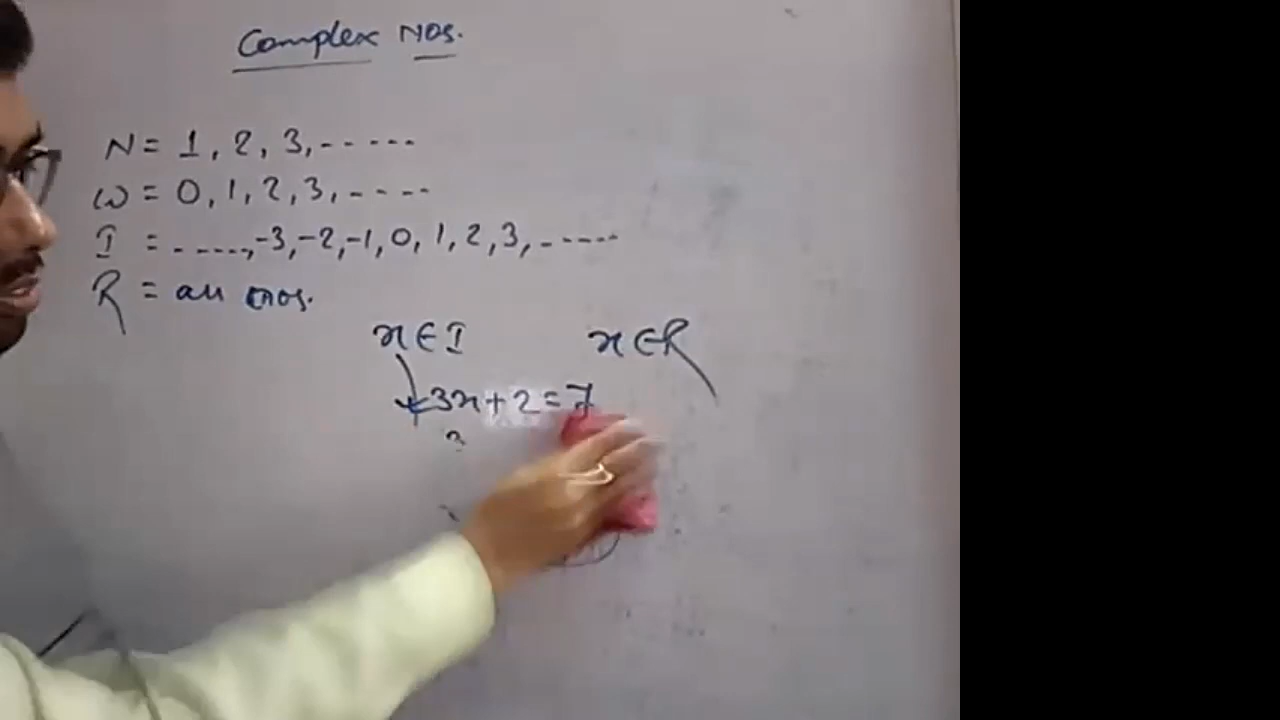 Complex Nos.
N = 1, 2, 3, -----
W = 0, 1, 2, 3, ----
I = -----, -3, -2, -1, 0, 1, 2, 3, -----
R = all nos.
x ∈ I x ∈ R
3x + 2 = 7